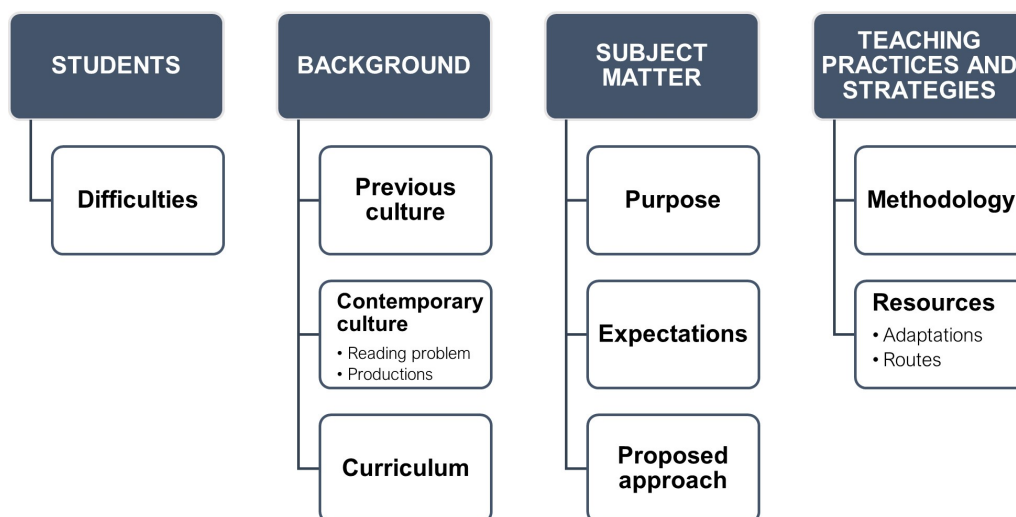 STUDENTS
Difficulties
BACKGROUND
Previous
culture
Contemporary
culture
• Reading problem
• Productions
Curriculum
SUBJECT
MATTER
Purpose
Expectations
Proposed
approach
TEACHING
PRACTICES AND
STRATEGIES
Methodology
Resources
• Adaptations
• Routes